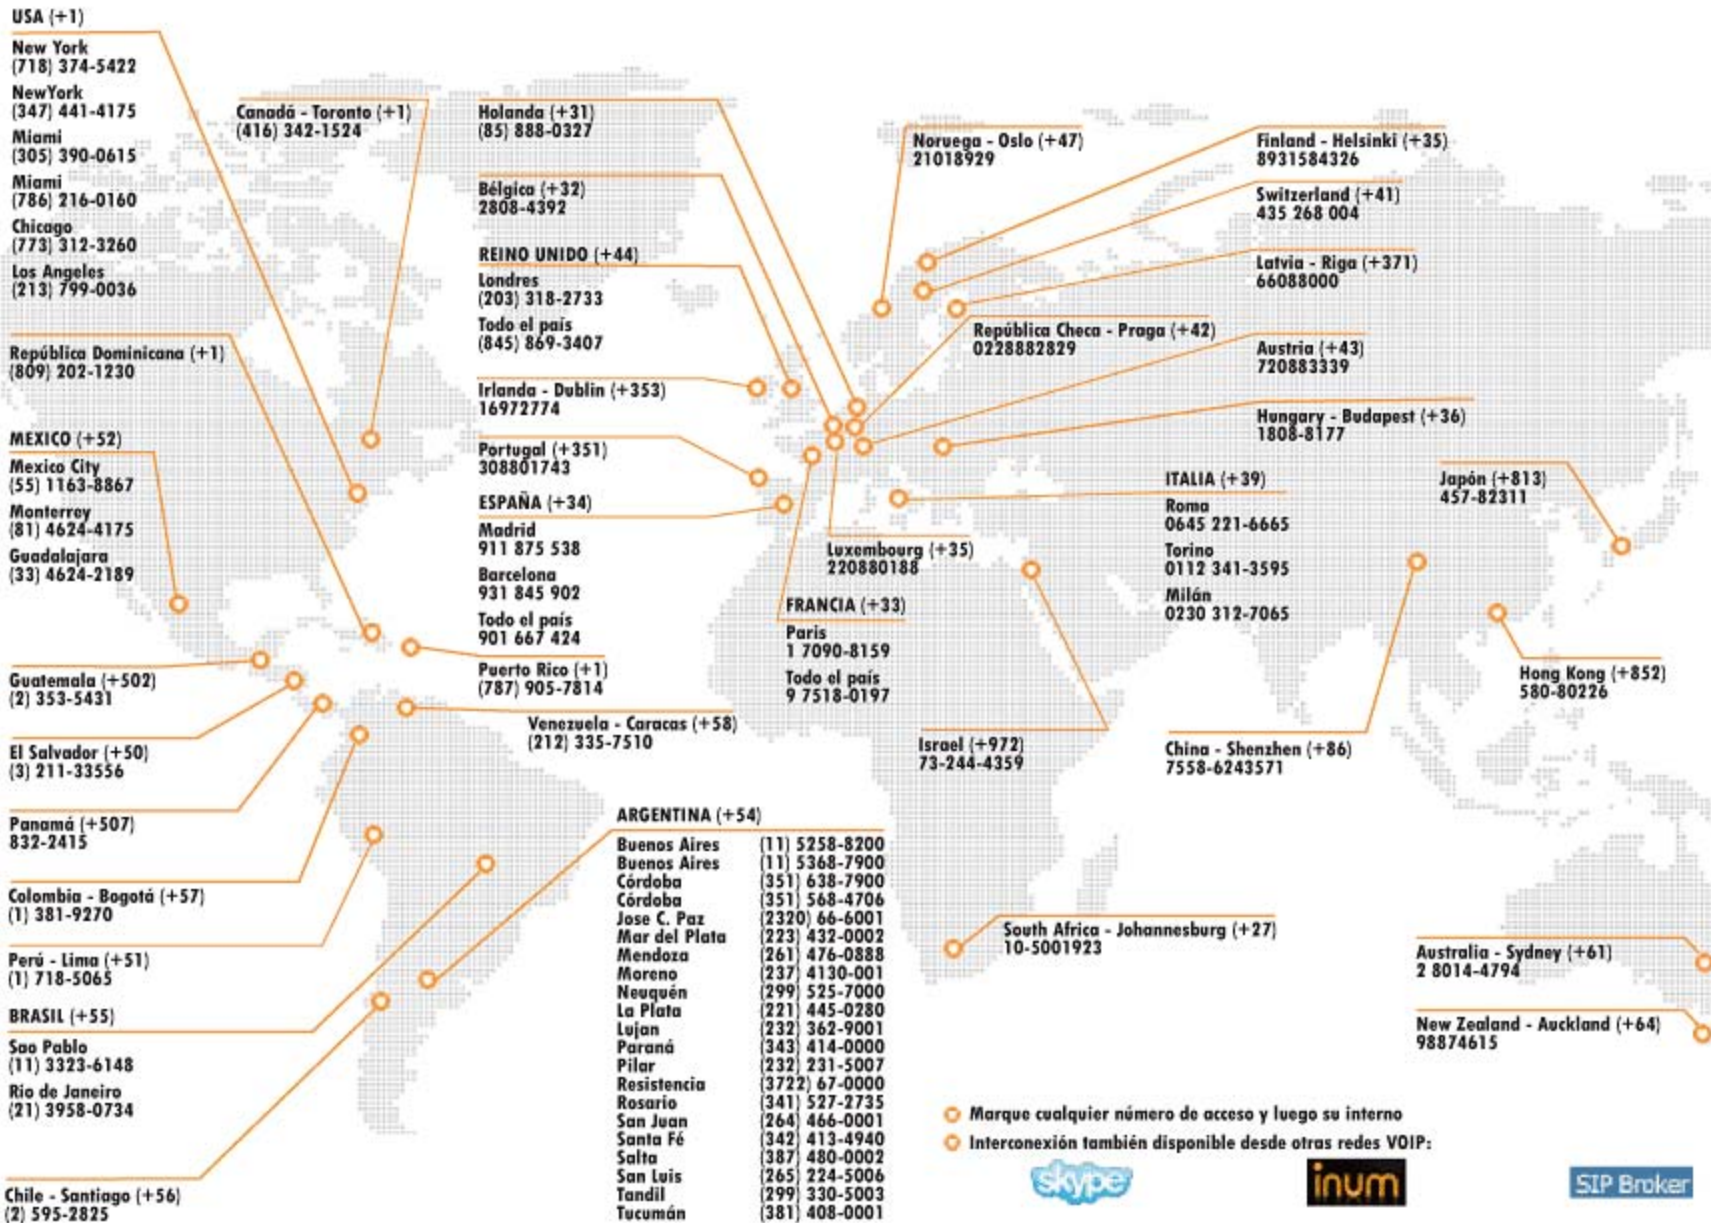 USA (+1)
New York
(718) 374-5422
NewYork
(347) 441-4175
Miami
(305) 390-0615
Miami
(786) 216-0160
Chicago
(773) 312-3260
Los Angeles
(213) 799-0036
República Dominicana (+1)
(809) 202-1230
MEXICO (+52)
Mexico City
(55) 1163-8867
Monterrey
(81) 4624-4175
Guadalajara
(33) 4624-2189
Guatemala (+502)
(2) 353-5431
El Salvador (+50)
(3) 211-33556
Panamá (+507)
832-2415
Colombia - Bogotá (+57)
(1) 381-9270
Perú - Lima (+51)
(1) 718-5065
BRASIL (+55)
Sao Pablo
(11) 3323-6148
Rio de Janeiro
(21) 3958-0734
Chile - Santiago (+56)
(2) 595-2825
Canadá - Toronto (+1)
(416) 342-1524
Holanda (+31)
(85) 888-0327
Bélgica (+32)
2808-4392
REINO UNIDO (+44)
Londres
(203) 318-2733
Todo el país
(845) 869-3407
Irlanda - Dublin (+353)
16972774
Portugal (+351)
308801743
ESPAÑA (+34)
Madrid
911 875 538
Barcelona
931 845 902
Todo el país
901 667 424
Puerto Rico (+1)
(787) 905-7814
Venezuela - Caracas (+58)
(212) 335-7510
ARGENTINA (+54)
Buenos Aires (11) 5258-8200
Buenos Aires (11) 5368-7900
Córdoba (351) 638-7900
Córdoba (351) 568-4706
Jose C. Paz (2320) 66-6001
Mar del Plata (223) 432-0002
Mendoza (261) 476-0888
Moreno (237) 4130-001
Neuquén (299) 525-7000
La Plata (221) 445-0280
Lujan (232) 362-9001
Paraná (343) 414-0000
Pilar (232) 231-5007
Resistencia (3722) 67-0000
Rosario (341) 527-2735
San Juan (264) 466-0001
Santa Fé (342) 413-4940
Salta (387) 480-0002
San Luis (265) 224-5006
Tandil (299) 330-5003
Tucumán (381) 408-0001
Noruega - Oslo (+47)
21018929
Finland - Helsinki (+35)
8931584326
Switzerland (+41)
435 268 004
Latvia - Riga (+371)
66088000
República Checa - Praga (+42)
0228882829
Austria (+43)
720883339
Hungary - Budapest (+36)
1808-8177
ITALIA (+39)
Roma
0645 221-6665
Torino
0112 341-3595
Milán
0230 312-7065
Japón (+813)
457-82311
Luxembourg (+35)
220880188
FRANCIA (+33)
Paris
1 7090-8159
Todo el país
9 7518-0197
Israel (+972)
73-244-4359
China - Shenzhen (+86)
7558-6243571
Hong Kong (+852)
580-80226
South Africa - Johannesburg (+27)
10-5001923
Australia - Sydney (+61)
2 8014-4794
New Zealand - Auckland (+64)
98874615
Marque cualquier número de acceso y luego su interno
Interconexión también disponible desde otras redes VOIP:
skype
inum
SIP Broker